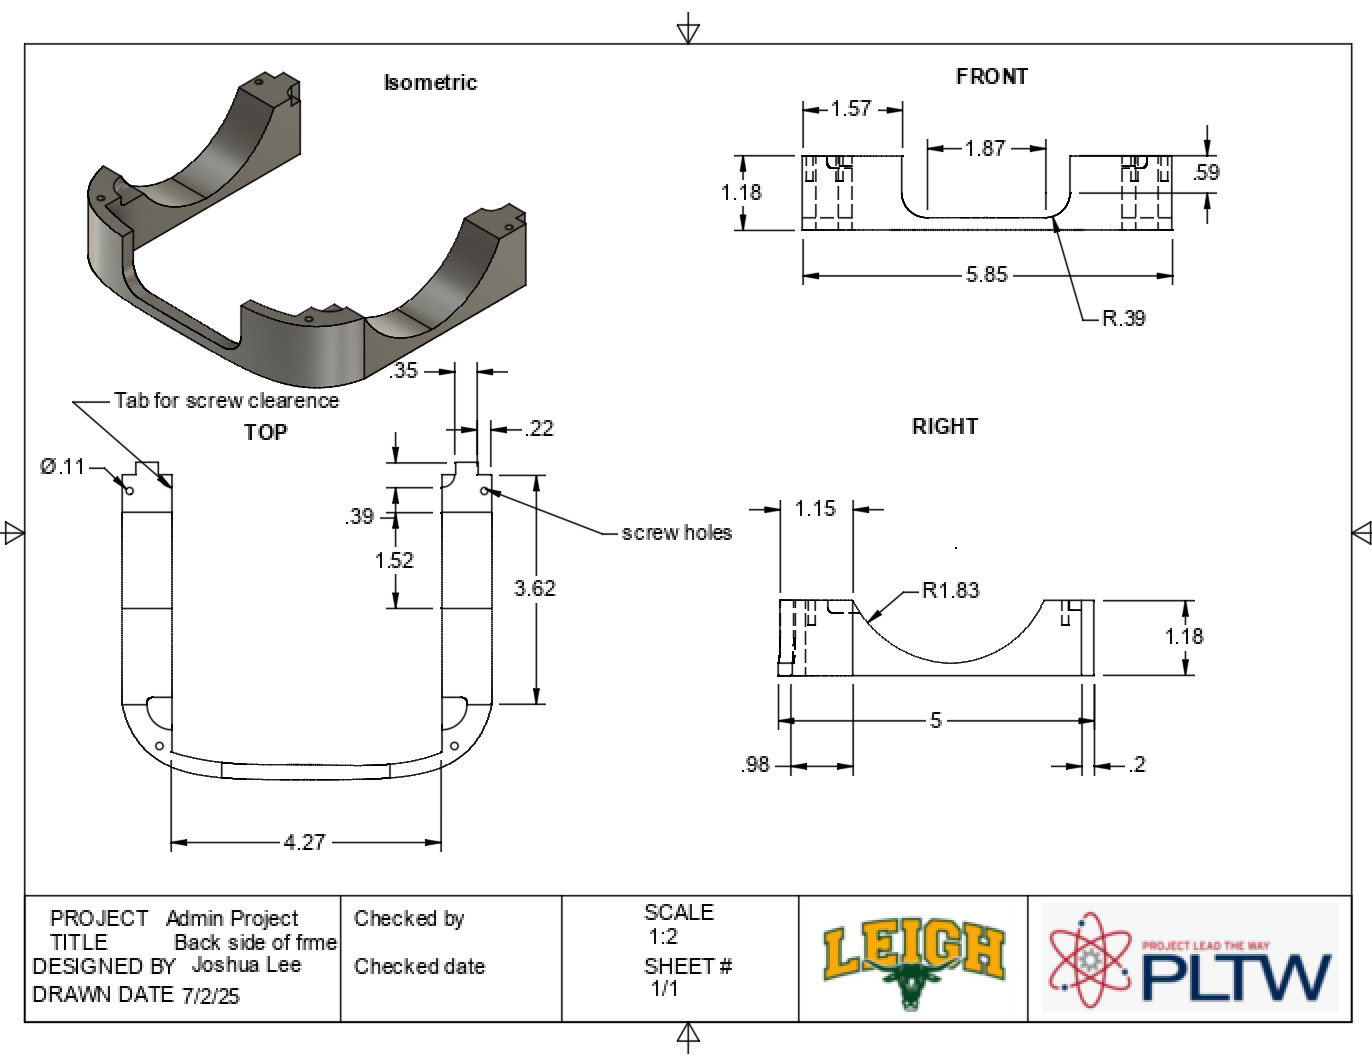 Isometric
FRONT
1.57
1.87
1.18
.59
5.85
R.39
.35
Tab for screw clearence
TOP
.22
Ø.11
.39
screw holes
1.52
3.62
4.27
RIGHT
1.15
R1.83
1.18
5
.98
.2
PROJECT Admin Project
TITLE Back side of frme
DESIGNED BY Joshua Lee
DRAWN DATE 7/2/25
Checked by
Checked date
SCALE
1:2
SHEET #
1/1
LEIGH
PROJECT LEAD THE WAY
PLTW